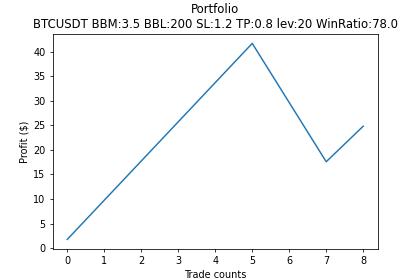 Portfolio
BTCUSDT BBM:3.5 BBL:200 SL:1.2 TP:0.8 lev:20 WinRatio:78.0
40
35
30
25
20
15
10
5
0
Profit ($)
0 1 2 3 4 5 6 7 8
Trade counts